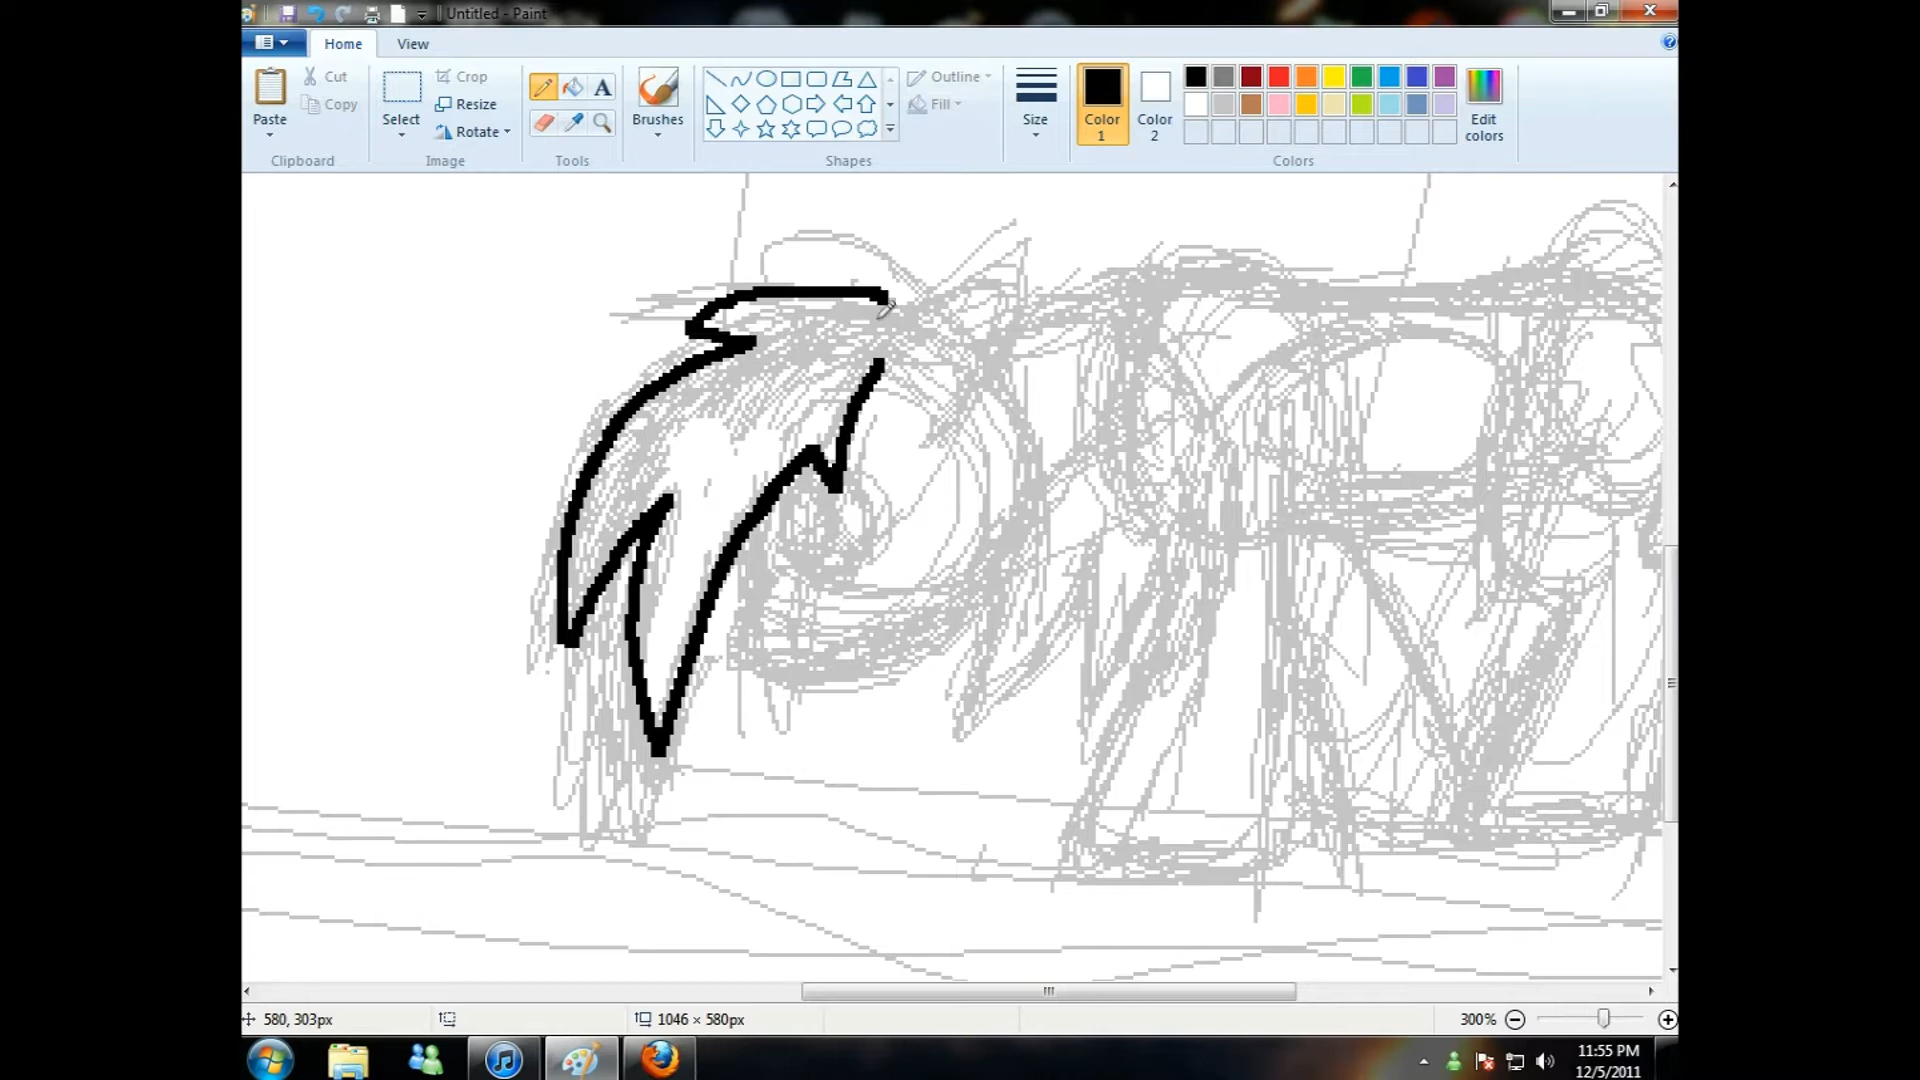 Untitled - Paint
Home View
Paste
Cut
Copy
Clipboard
Select
Crop
Resize
Rotate
Image
A
Tools
Brushes
Outline
Fill
Shapes
Size
Color 1
Color 2
Edit colors
Colors
580, 303px
1046 × 580px
300%
11:55 PM
12/5/2011